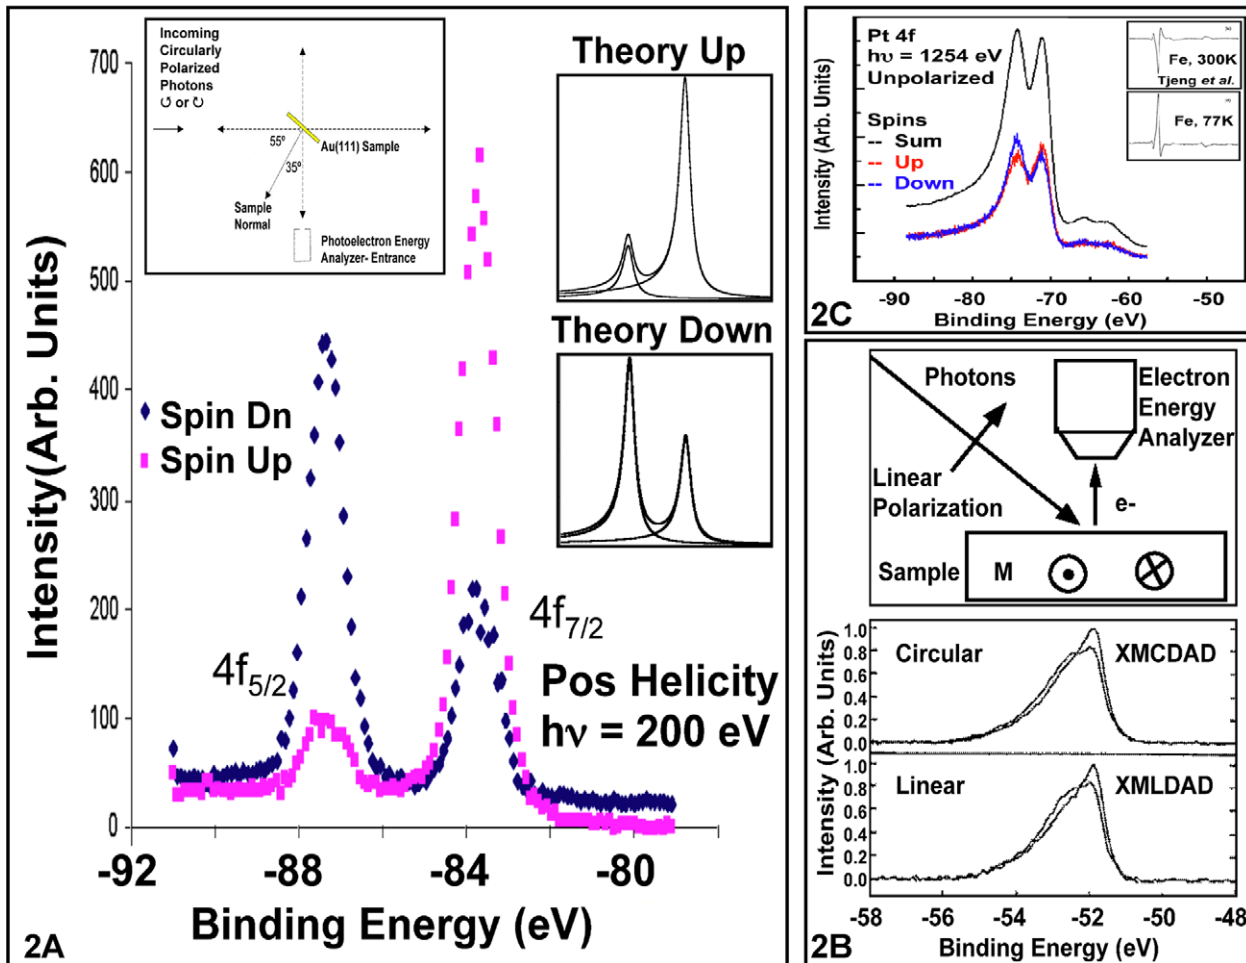 Incoming
Circularly
Polarized
Photons
↺ or ↻
55º
35º
Au(111) Sample
Sample
Normal
Photoelectron Energy
Analyzer- Entrance
Theory Up
Theory Down
Spin Dn
Spin Up
4f5/2
4f7/2
Pos Helicity
hν = 200 eV
Intensity(Arb. Units)
700
600
500
400
300
200
100
0
-92
-88
-84
-80
Binding Energy (eV)
2A
Pt 4f
hυ = 1254 eV
Unpolarized
Spins
-- Sum
-- Up
-- Down
Fe, 300K
Tjeng et al.
Fe, 77K
Intensity (Arb. Units)
-90
-80
-70
-60
-50
Binding Energy (eV)
2C
Photons
Electron
Energy
Analyzer
Linear
Polarization
e-
Sample
M
Circular
XMCDAD
1.0
0.8
0.6
0.4
0.2
0.0
Linear
XMLDAD
1.0
0.8
0.6
0.4
0.2
0.0
Intensity (Arb. Units)
-58
-56
-54
-52
-50
-48
Binding Energy (eV)
2B